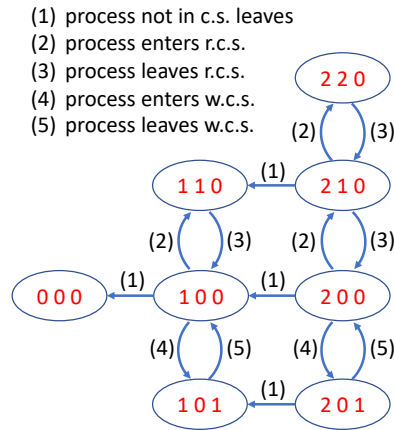 (1) process not in c.s. leaves
(2) process enters r.c.s.
(3) process leaves r.c.s.
(4) process enters w.c.s.
(5) process leaves w.c.s.
2 2 0
(2) (3)
(1)
1 1 0 2 1 0
(2) (3) (2) (3)
(1) (1)
0 0 0 1 0 0 2 0 0
(4) (5) (4) (5)
(1)
1 0 1 2 0 1